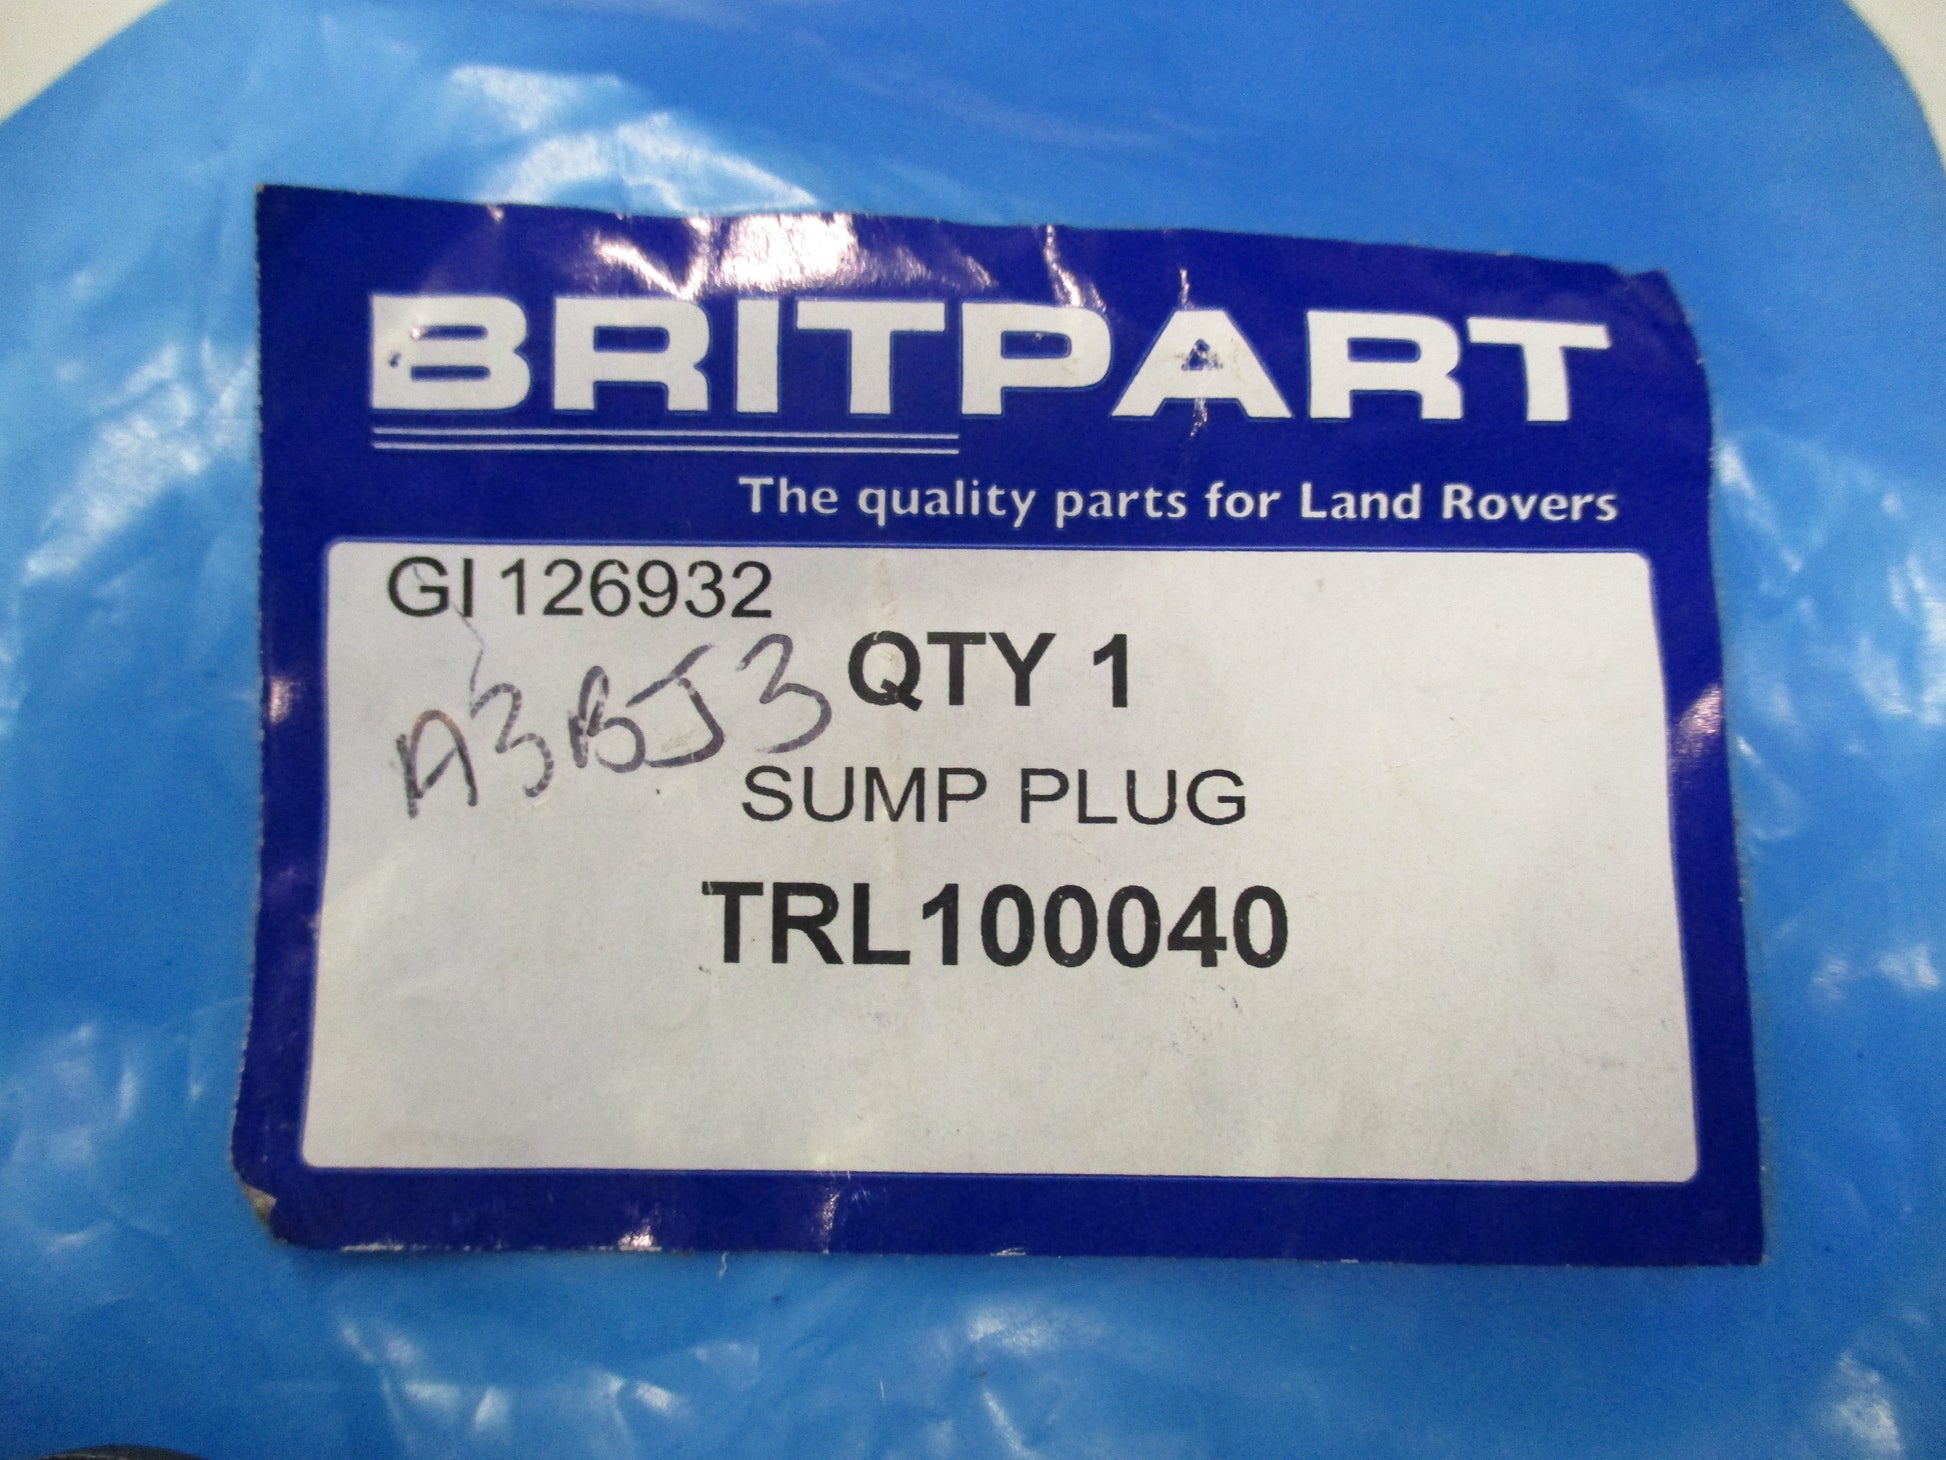 BRITPART
The quality parts for Land Rovers
GI 126932
A3BJ3
QTY 1
SUMP PLUG
TRL100040